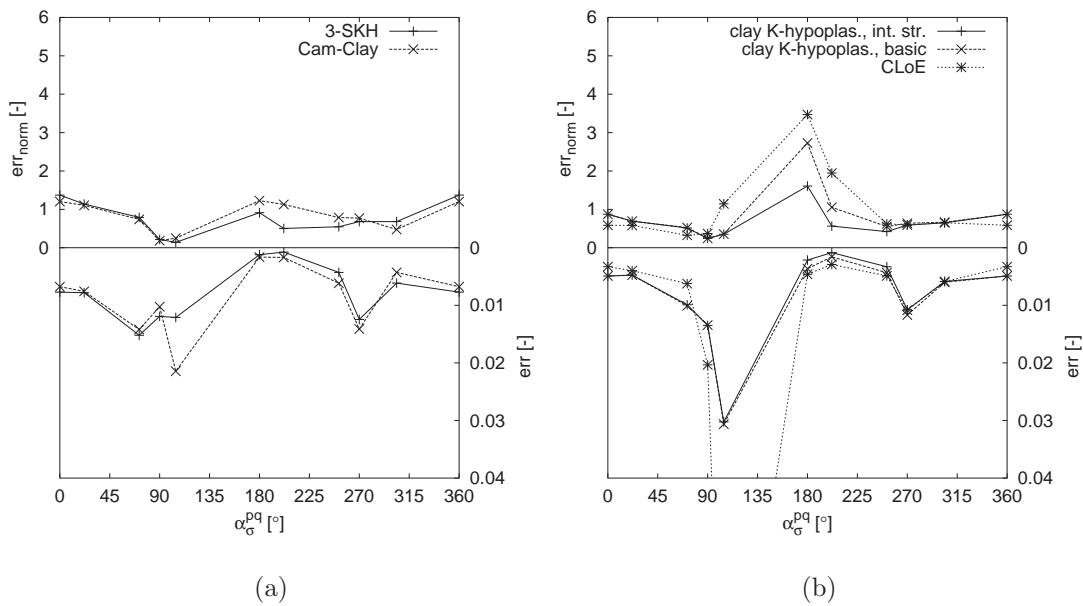 6
5
4
3
2
1
0
err_norm [-]
3-SKH
Cam-Clay
0
0.01
0.02
0.03
0.04
err [-]
0 45 90 135 180 225 270 315 360
α_σ^pq [°]
(a)
6
5
4
3
2
1
0
err_norm [-]
clay K-hypoplas., int. str.
clay K-hypoplas., basic
CLoE
0
0.01
0.02
0.03
0.04
err [-]
0 45 90 135 180 225 270 315 360
α_σ^pq [°]
(b)